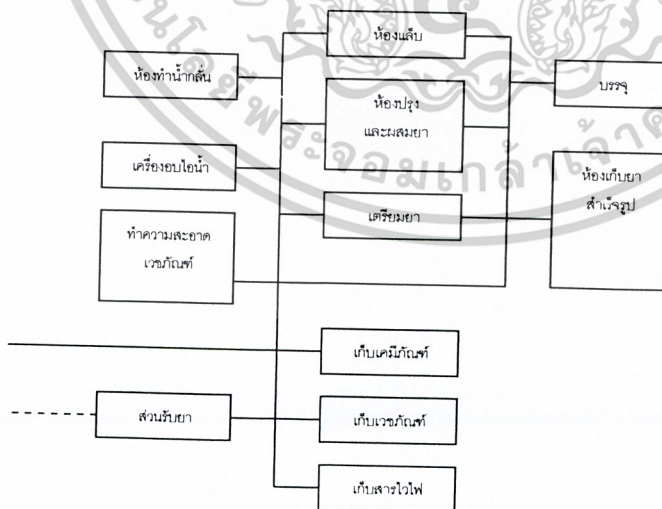 ห้องแล็บ
ห้องทำน้ำกลั่น
บรรจุ
ห้องปรุง
และผสมยา
เครื่องอบไอน้ำ
ห้องเก็บยา
สำเร็จรูป
เตรียมยา
ทำความสะอาด
เวชภัณฑ์
เก็บเคมีภัณฑ์
ส่วนรับยา
เก็บเวชภัณฑ์
เก็บสารไวไฟ